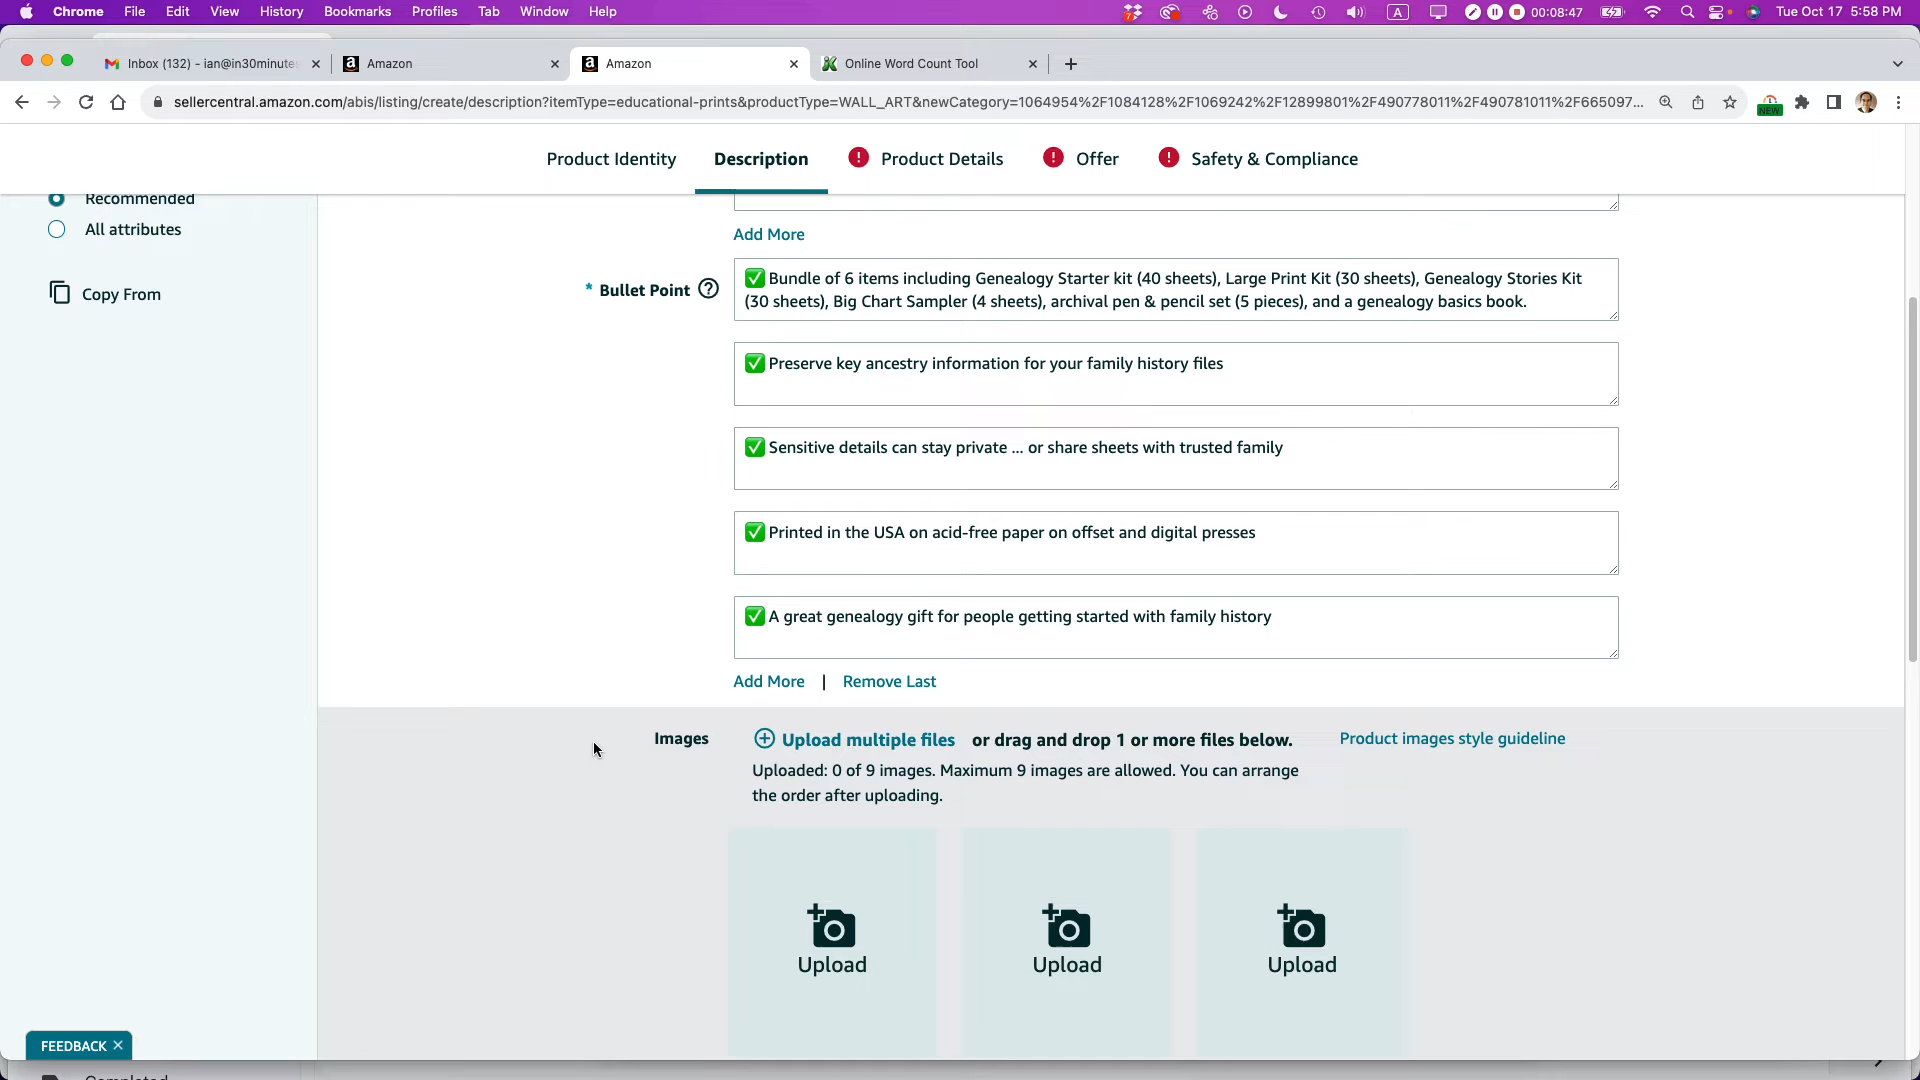 Chrome File Edit View History Bookmarks Profiles Tab Window Help 7 A 00:08:47 Tue Oct 17 5:58 PM
Inbox (132) - ian@in30minutes Amazon Amazon Online Word Count Tool
sellercentral.amazon.com/abis/listing/create/description?itemType=educational-prints&productType=WALL_ART&newCategory=1064954%2F1084128%2F1069242%2F12899801%2F490778011%2F490781011%2F665097... NEW
Product Identity Description Product Details Offer Safety & Compliance
Recommended
All attributes
Copy From
Add More
* Bullet Point
✅ Bundle of 6 items including Genealogy Starter kit (40 sheets), Large Print Kit (30 sheets), Genealogy Stories Kit
(30 sheets), Big Chart Sampler (4 sheets), archival pen & pencil set (5 pieces), and a genealogy basics book.
✅ Preserve key ancestry information for your family history files
✅ Sensitive details can stay private ... or share sheets with trusted family
✅ Printed in the USA on acid-free paper on offset and digital presses
✅ A great genealogy gift for people getting started with family history
Add More | Remove Last
Images Upload multiple files or drag and drop 1 or more files below. Product images style guideline
Uploaded: 0 of 9 images. Maximum 9 images are allowed. You can arrange
the order after uploading.
Upload Upload Upload
FEEDBACK